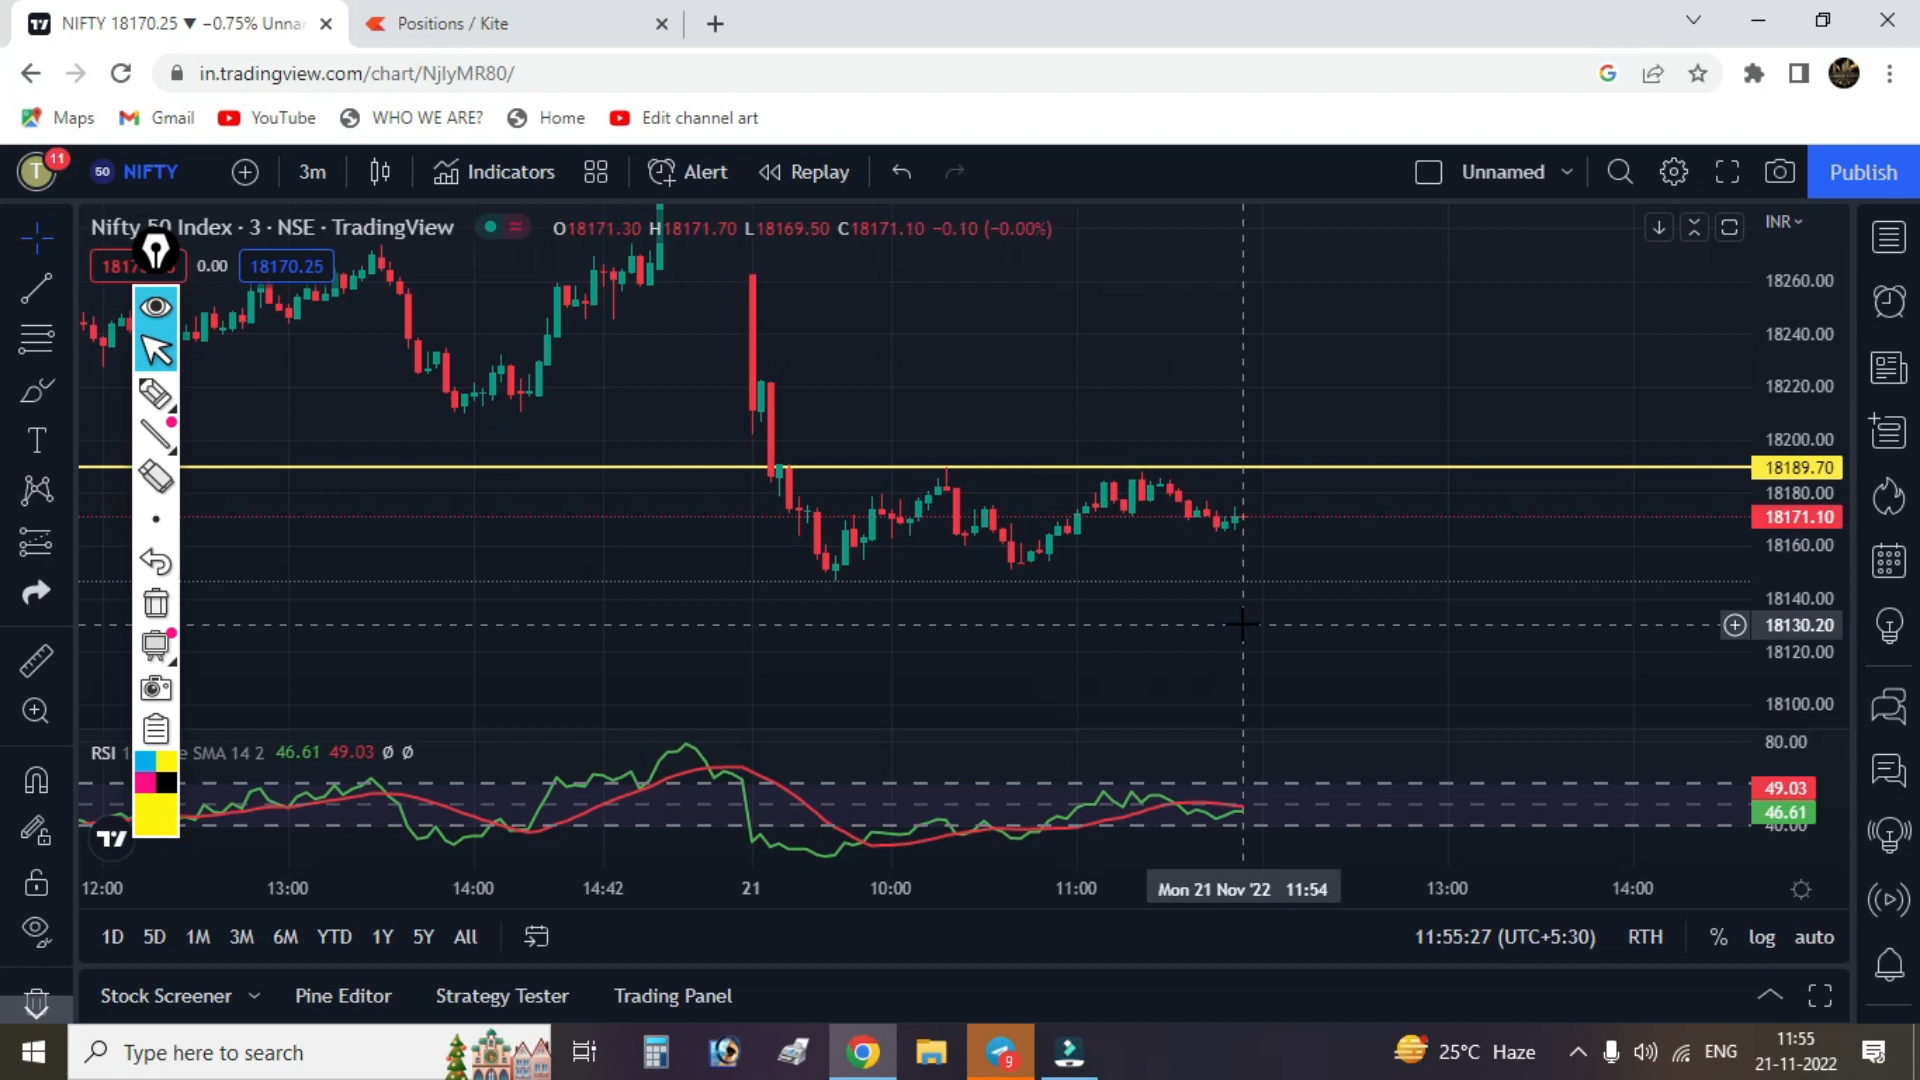 NIFTY 18170.25 ▼ −0.75% Unnar
Positions / Kite
in.tradingview.com/chart/NjlyMR80/
Maps Gmail YouTube WHO WE ARE? Home Edit channel art
T 11 50 NIFTY 3m Indicators Alert Replay Unnamed Publish
Nifty 50 Index · 3 · NSE · TradingView O18171.30 H18171.70 L18169.50 C18171.10 −0.10 (−0.00%) INR
0.00 18170.25
18260.00
18240.00
18220.00
18200.00
18189.70
18180.00
18171.10
18160.00
18140.00
18130.20
18120.00
18100.00
RSI SMA 14 2 46.61 49.03 Ø Ø
80.00
49.03
46.61
40.00
12:00 13:00 14:00 14:42 21 10:00 11:00 Mon 21 Nov '22 11:54 13:00 14:00
1D 5D 1M 3M 6M YTD 1Y 5Y All 11:55:27 (UTC+5:30) RTH % log auto
Stock Screener Pine Editor Strategy Tester Trading Panel
Type here to search 9 25°C Haze ENG 11:55
21-11-2022